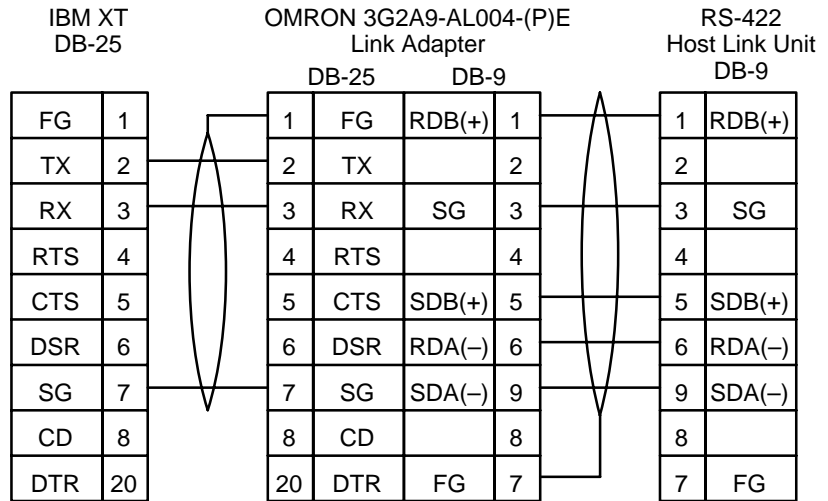 IBM XT
DB-25
OMRON 3G2A9-AL004-(P)E
Link Adapter
DB-25 DB-9
RS-422
Host Link Unit
DB-9
FG 1 1 FG RDB(+) 1 1 RDB(+)
TX 2 2 TX 2 2
RX 3 3 RX SG 3 3 SG
RTS 4 4 RTS 4 4
CTS 5 5 CTS SDB(+) 5 5 SDB(+)
DSR 6 6 DSR RDA(–) 6 6 RDA(–)
SG 7 7 SG SDA(–) 9 9 SDA(–)
CD 8 8 CD 8 8
DTR 20 20 DTR FG 7 7 FG